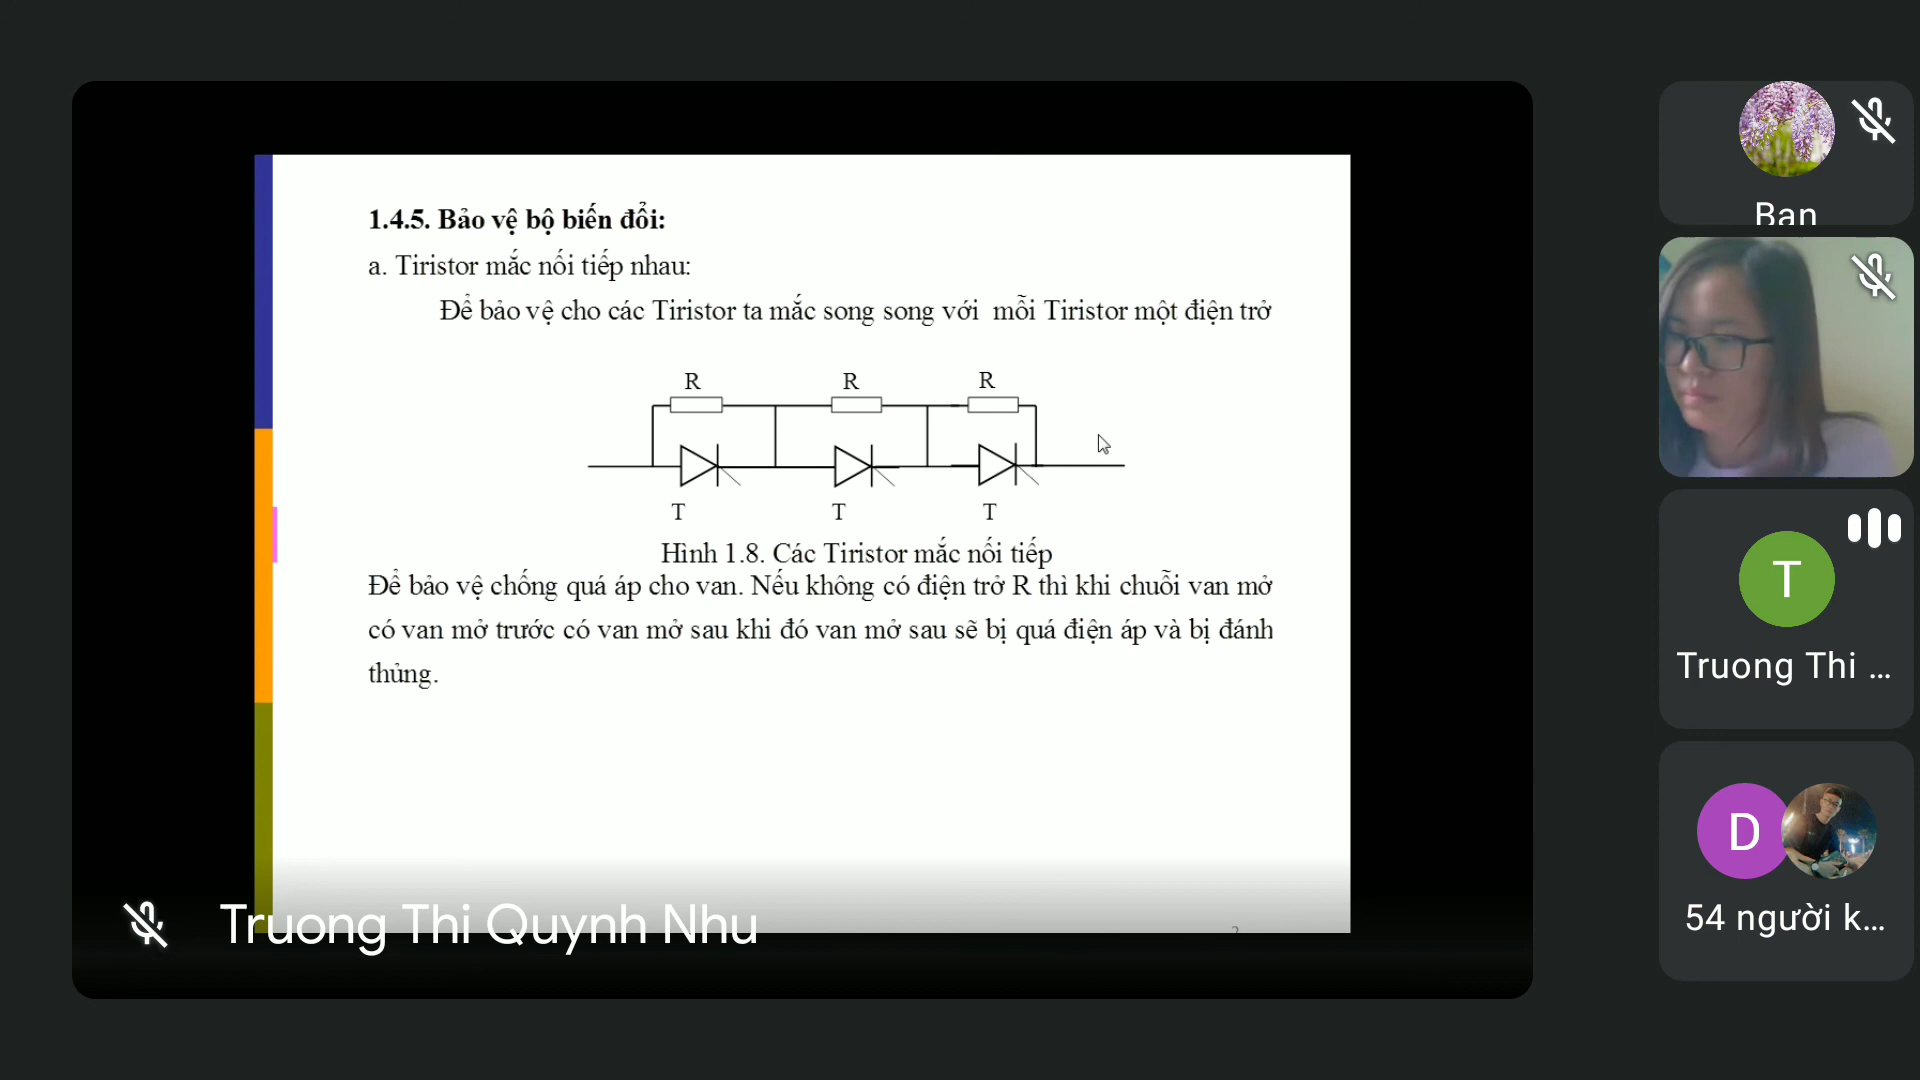 1.4.5. Bảo vệ bộ biến đổi:
a. Tiristor mắc nối tiếp nhau:
Để bảo vệ cho các Tiristor ta mắc song song với mỗi Tiristor một điện trở
R R R
T T T
Hình 1.8. Các Tiristor mắc nối tiếp
Để bảo vệ chống quá áp cho van. Nếu không có điện trở R thì khi chuỗi van mở
có van mở trước có van mở sau khi đó van mở sau sẽ bị quá điện áp và bị đánh
thủng.
Truong Thi Quynh Nhu
Bạn
T
Truong Thi ...
D
54 người k...